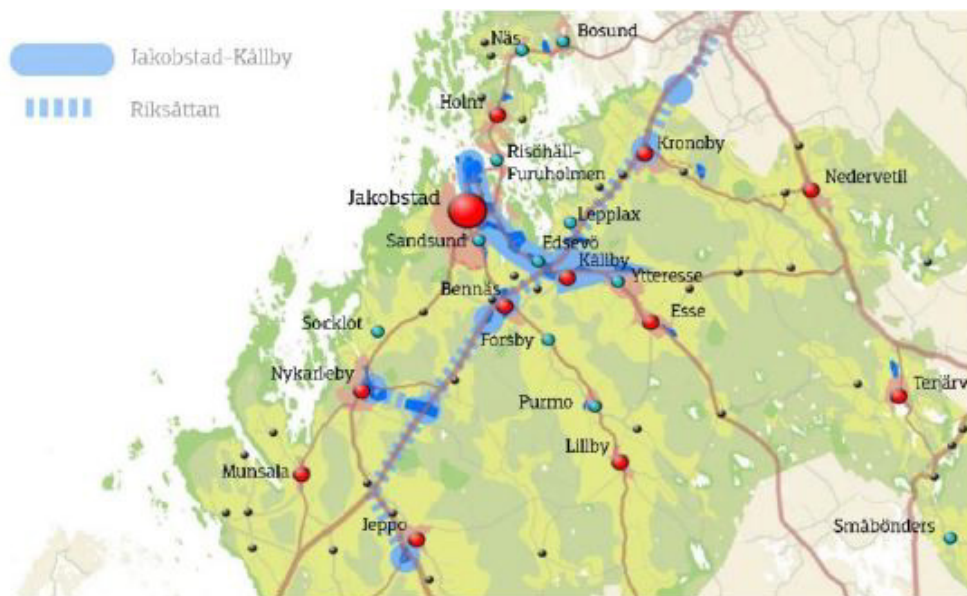 Jakobstad-Kållby
Riksåttan
Näs
Bosund
Holm
Risöhäll-
Furuholmen
Kronoby
Nedervetil
Jakobstad
Lepplax
Sandsund
Edsevö
Kållby
Ytteresse
Bennäs
Esse
Socklot
Forsby
Nykarleby
Terjärv
Purmo
Lillby
Munsala
Jeppo
Småbönders